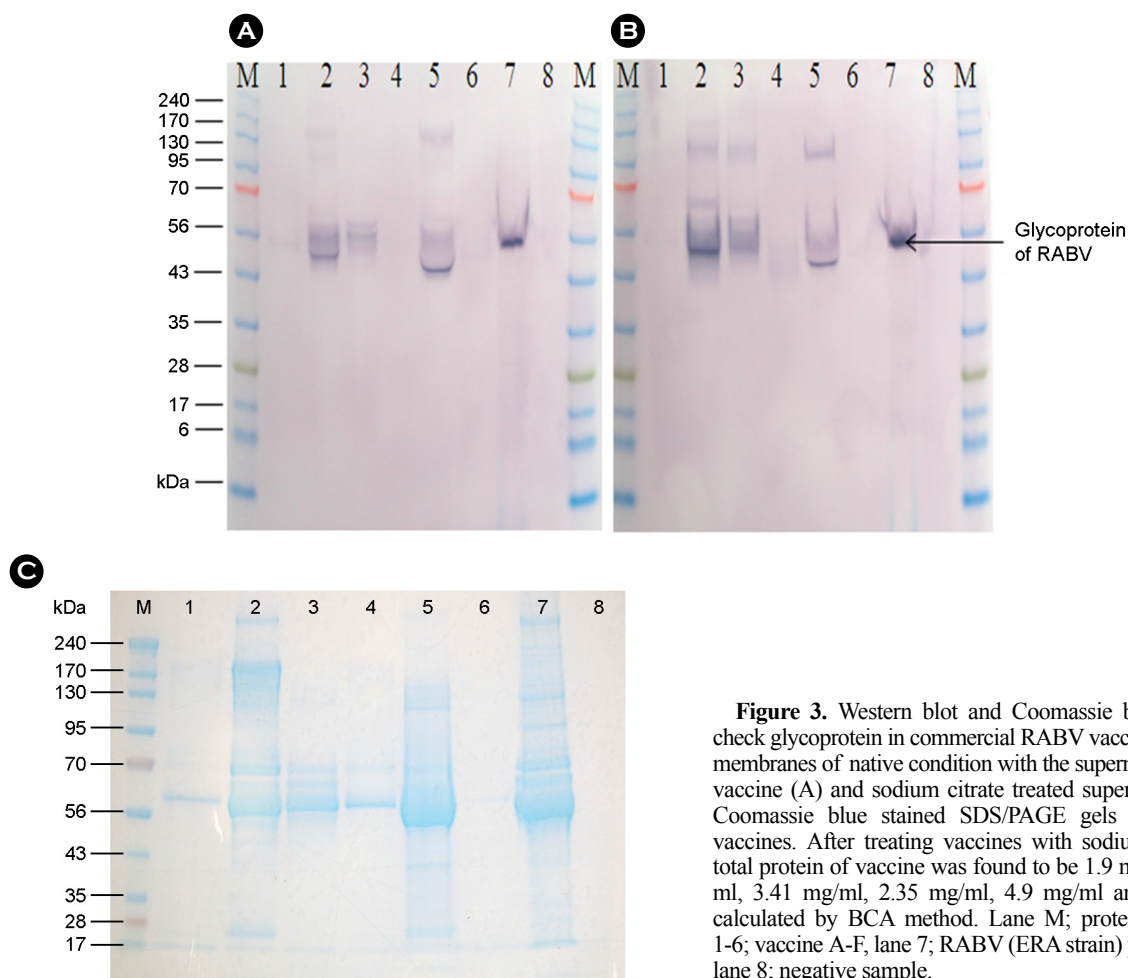 A
B
M 1 2 3 4 5 6 7 8 M
M 1 2 3 4 5 6 7 8 M
240
170
130
95
70
56
43
35
28
17
6
kDa
Glycoprotein
of RABV
C
kDa M 1 2 3 4 5 6 7 8
240
170
130
95
70
56
43
35
28
17
Figure 3. Western blot and Coomassie b
check glycoprotein in commercial RABV vacc
membranes of native condition with the superr
vaccine (A) and sodium citrate treated super
Coomassie blue stained SDS/PAGE gels
vaccines. After treating vaccines with sodiu
total protein of vaccine was found to be 1.9 m
ml, 3.41 mg/ml, 2.35 mg/ml, 4.9 mg/ml ar
calculated by BCA method. Lane M; prote
1-6; vaccine A-F, lane 7; RABV (ERA strain)
lane 8; negative sample.